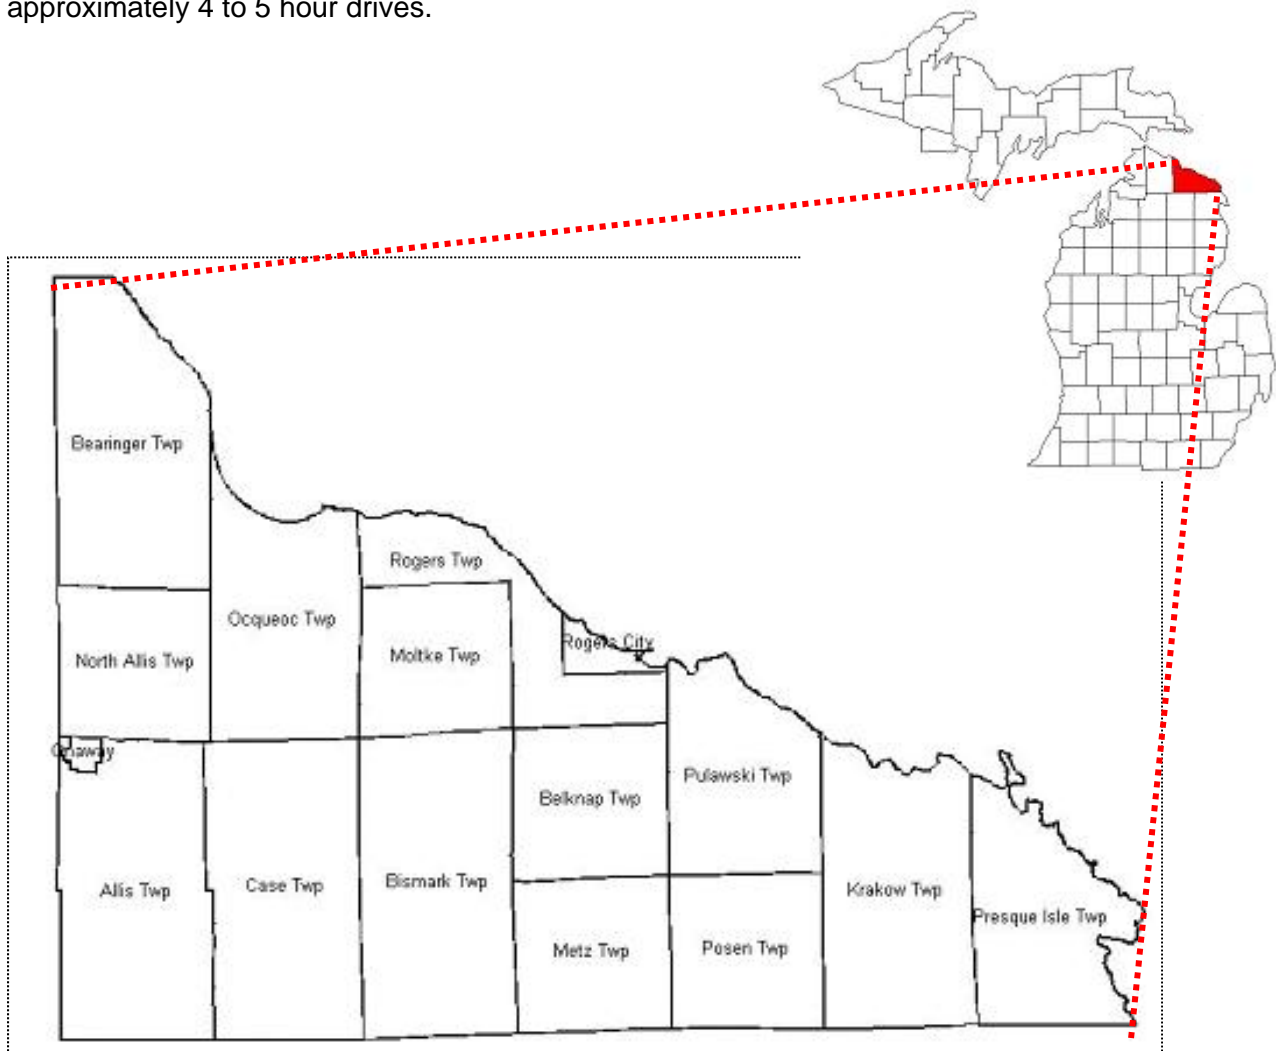 approximately 4 to 5 hour drives.
Bearinger Twp
Rogers Twp
Ocqueoc Twp
Rogers City
North Allis Twp
Moltke Twp
Onaway
Pulawski Twp
Belknap Twp
Allis Twp
Case Twp
Bismark Twp
Krakow Twp
Presque Isle Twp
Metz Twp
Posen Twp